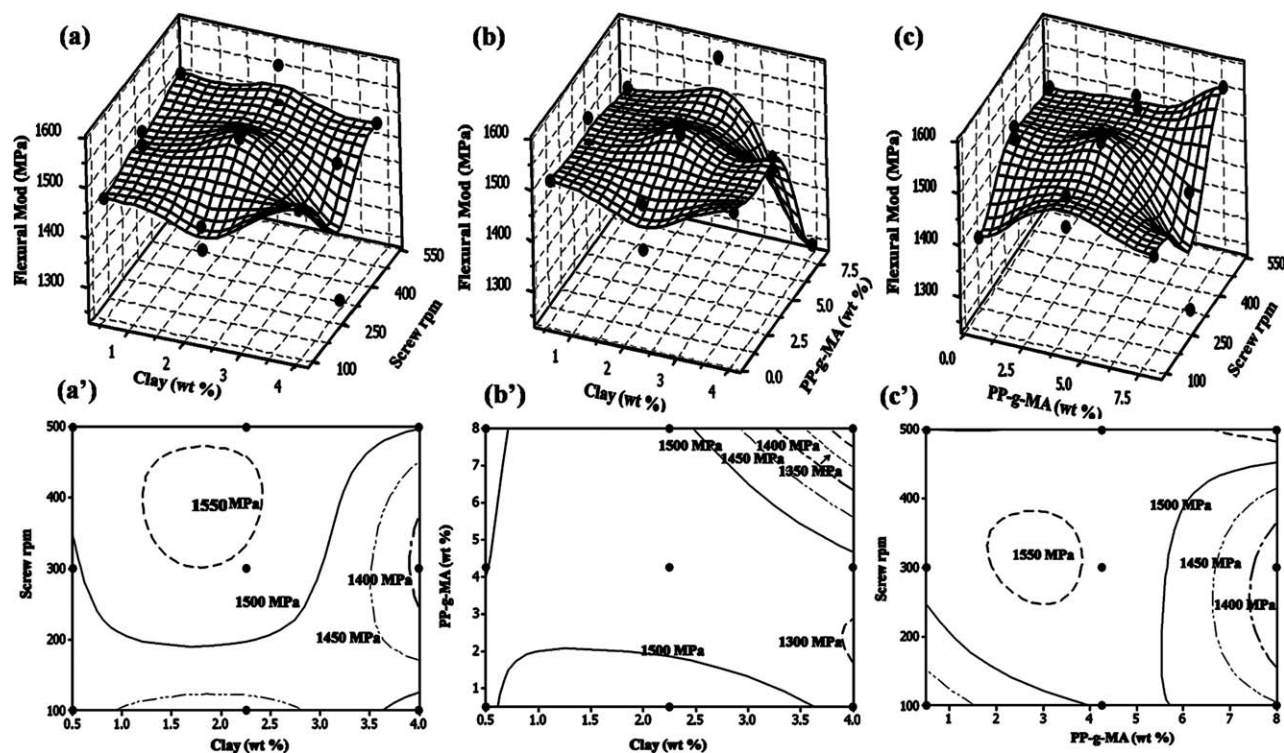 (a)
1600
1500
1400
1300
Flexural Mod (MPa)
1
2
3
4
Clay (wt %)
100
250
400
550
Screw rpm
(b)
1600
1500
1400
1300
Flexural Mod (MPa)
1
2
3
4
Clay (wt %)
0.0
2.5
5.0
7.5
PP-g-MA (wt %)
(c)
1600
1500
1400
1300
Flexural Mod (MPa)
0.0
2.5
5.0
7.5
PP-g-MA (wt %)
100
250
400
550
Screw rpm
(a’)
500
400
300
200
100
Screw rpm
1550 MPa
1500 MPa
1400 MPa
1450 MPa
0.5 1.0 1.5 2.0 2.5 3.0 3.5 4.0
Clay (wt %)
(b’)
8
7
6
5
4
3
2
1
PP-g-MA (wt %)
1500 MPa
1400 MPa
1450 MPa
1350 MPa
1300 MPa
1500 MPa
0.5 1.0 1.5 2.0 2.5 3.0 3.5 4.0
Clay (wt %)
(c’)
500
400
300
200
100
Screw rpm
1500 MPa
1550 MPa
1450 MPa
1400 MPa
1 2 3 4 5 6 7 8
PP-g-MA (wt %)